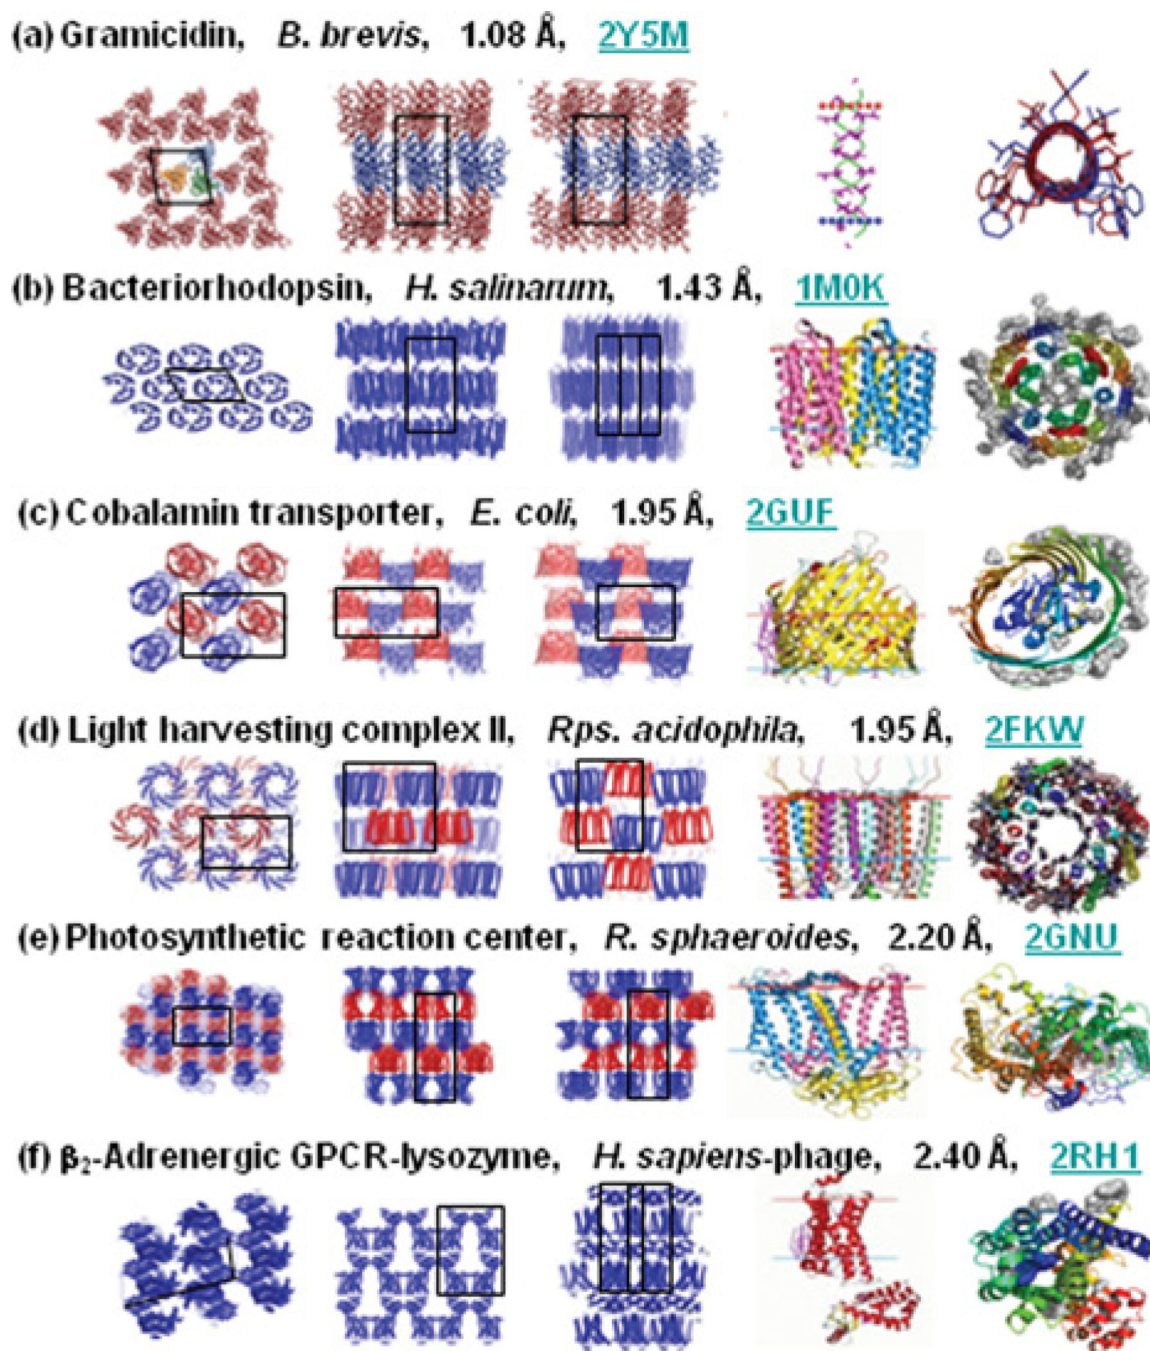 (a) Gramicidin, B. brevis, 1.08 Å, 2Y5M
(b) Bacteriorhodopsin, H. salinarum, 1.43 Å, 1M0K
(c) Cobalamin transporter, E. coli, 1.95 Å, 2GUF
(d) Light harvesting complex II, Rps. acidophila, 1.95 Å, 2FKW
(e) Photosynthetic reaction center, R. sphaeroides, 2.20 Å, 2GNU
(f) β₂-Adrenergic GPCR-lysozyme, H. sapiens-phage, 2.40 Å, 2RH1